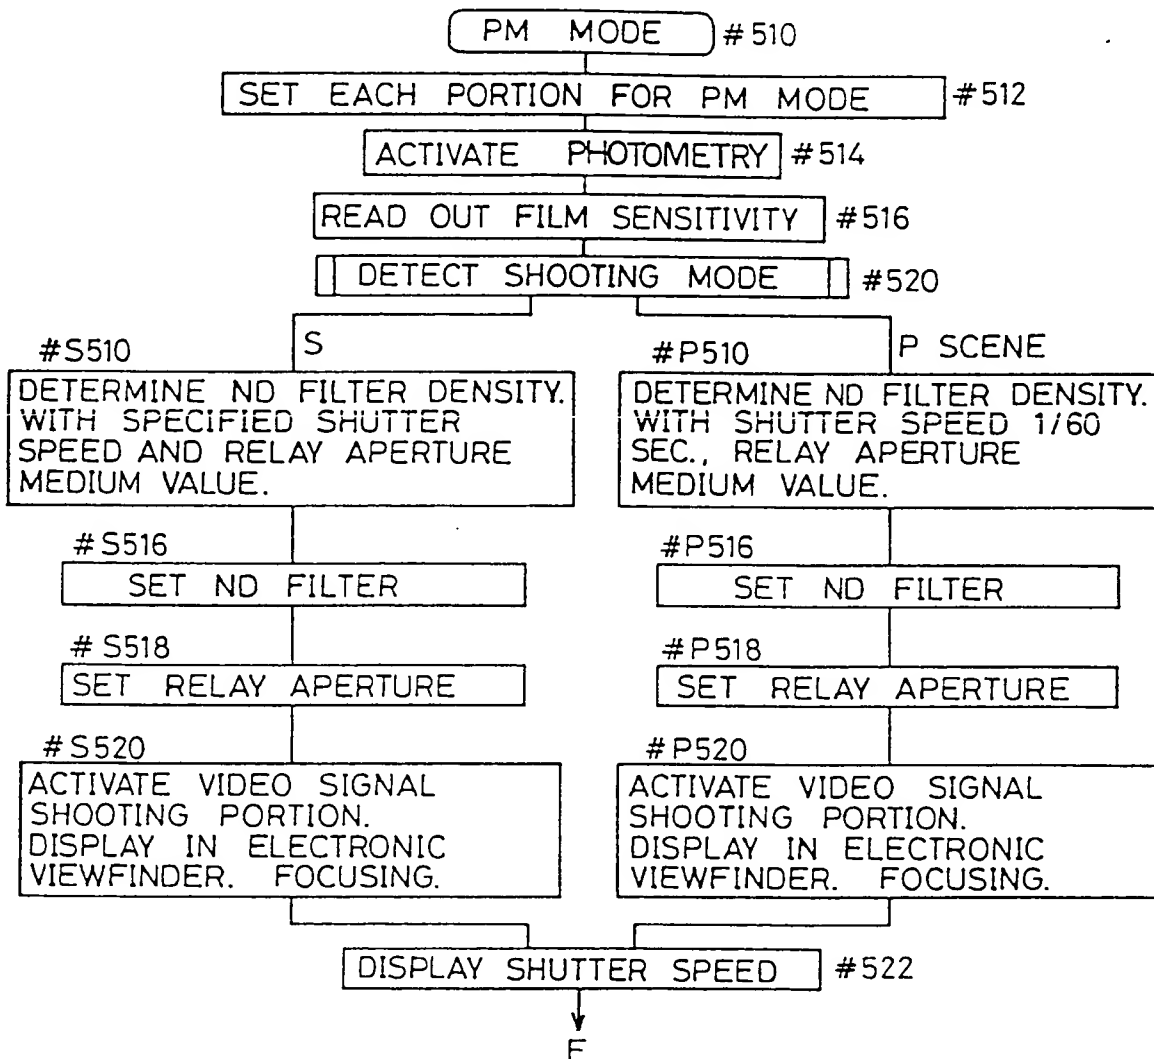 PM MODE #510
SET EACH PORTION FOR PM MODE #512
ACTIVATE PHOTOMETRY #514
READ OUT FILM SENSITIVITY #516
DETECT SHOOTING MODE #520
S
P SCENE
#S510
DETERMINE ND FILTER DENSITY.
WITH SPECIFIED SHUTTER
SPEED AND RELAY APERTURE
MEDIUM VALUE.
#P510
DETERMINE ND FILTER DENSITY.
WITH SHUTTER SPEED 1/60
SEC., RELAY APERTURE
MEDIUM VALUE.
#S516
SET ND FILTER
#P516
SET ND FILTER
#S518
SET RELAY APERTURE
#P518
SET RELAY APERTURE
#S520
ACTIVATE VIDEO SIGNAL
SHOOTING PORTION.
DISPLAY IN ELECTRONIC
VIEWFINDER. FOCUSING.
#P520
ACTIVATE VIDEO SIGNAL
SHOOTING PORTION.
DISPLAY IN ELECTRONIC
VIEWFINDER. FOCUSING.
DISPLAY SHUTTER SPEED #522